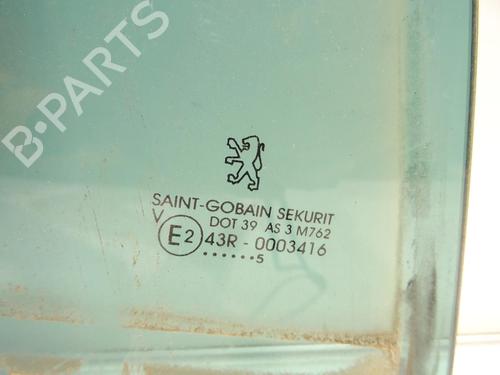 B-PARTS
SAINT-GOBAIN SEKURIT
DOT 39 AS 3 M762
V E2 43R - 0003416
......5